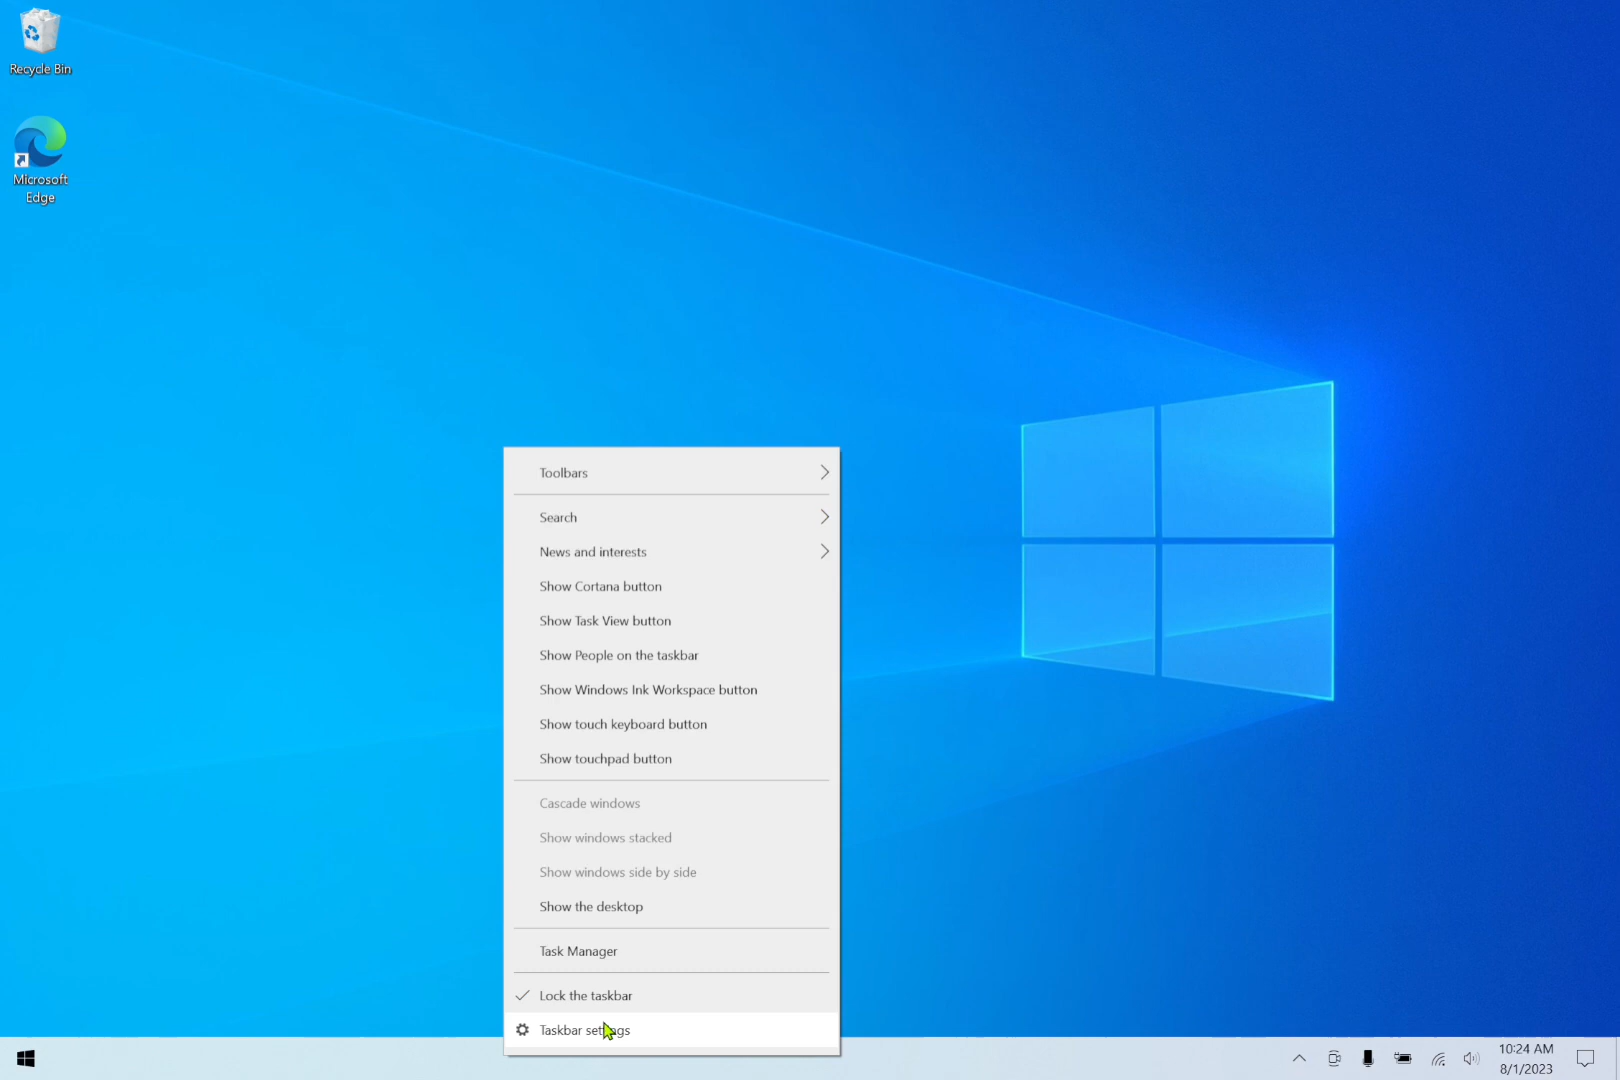 Recycle Bin
Microsoft
Edge
Toolbars
Search
News and interests
Show Cortana button
Show Task View button
Show People on the taskbar
Show Windows Ink Workspace button
Show touch keyboard button
Show touchpad button
Cascade windows
Show windows stacked
Show windows side by side
Show the desktop
Task Manager
Lock the taskbar
Taskbar settings
10:24 AM
8/1/2023